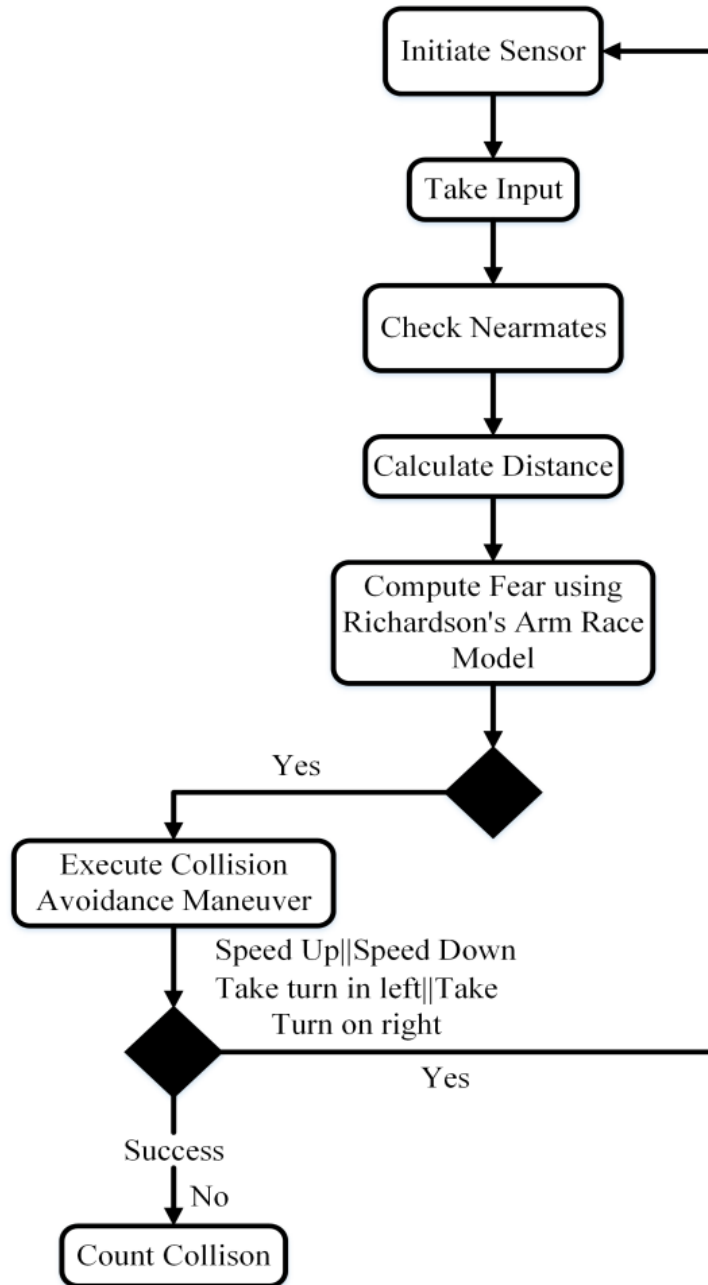 Initiate Sensor
Take Input
Check Nearmates
Calculate Distance
Compute Fear using
Richardson's Arm Race
Model
Yes
Execute Collision
Avoidance Maneuver
Speed Up||Speed Down
Take turn in left||Take
Turn on right
Yes
Success
No
Count Collison